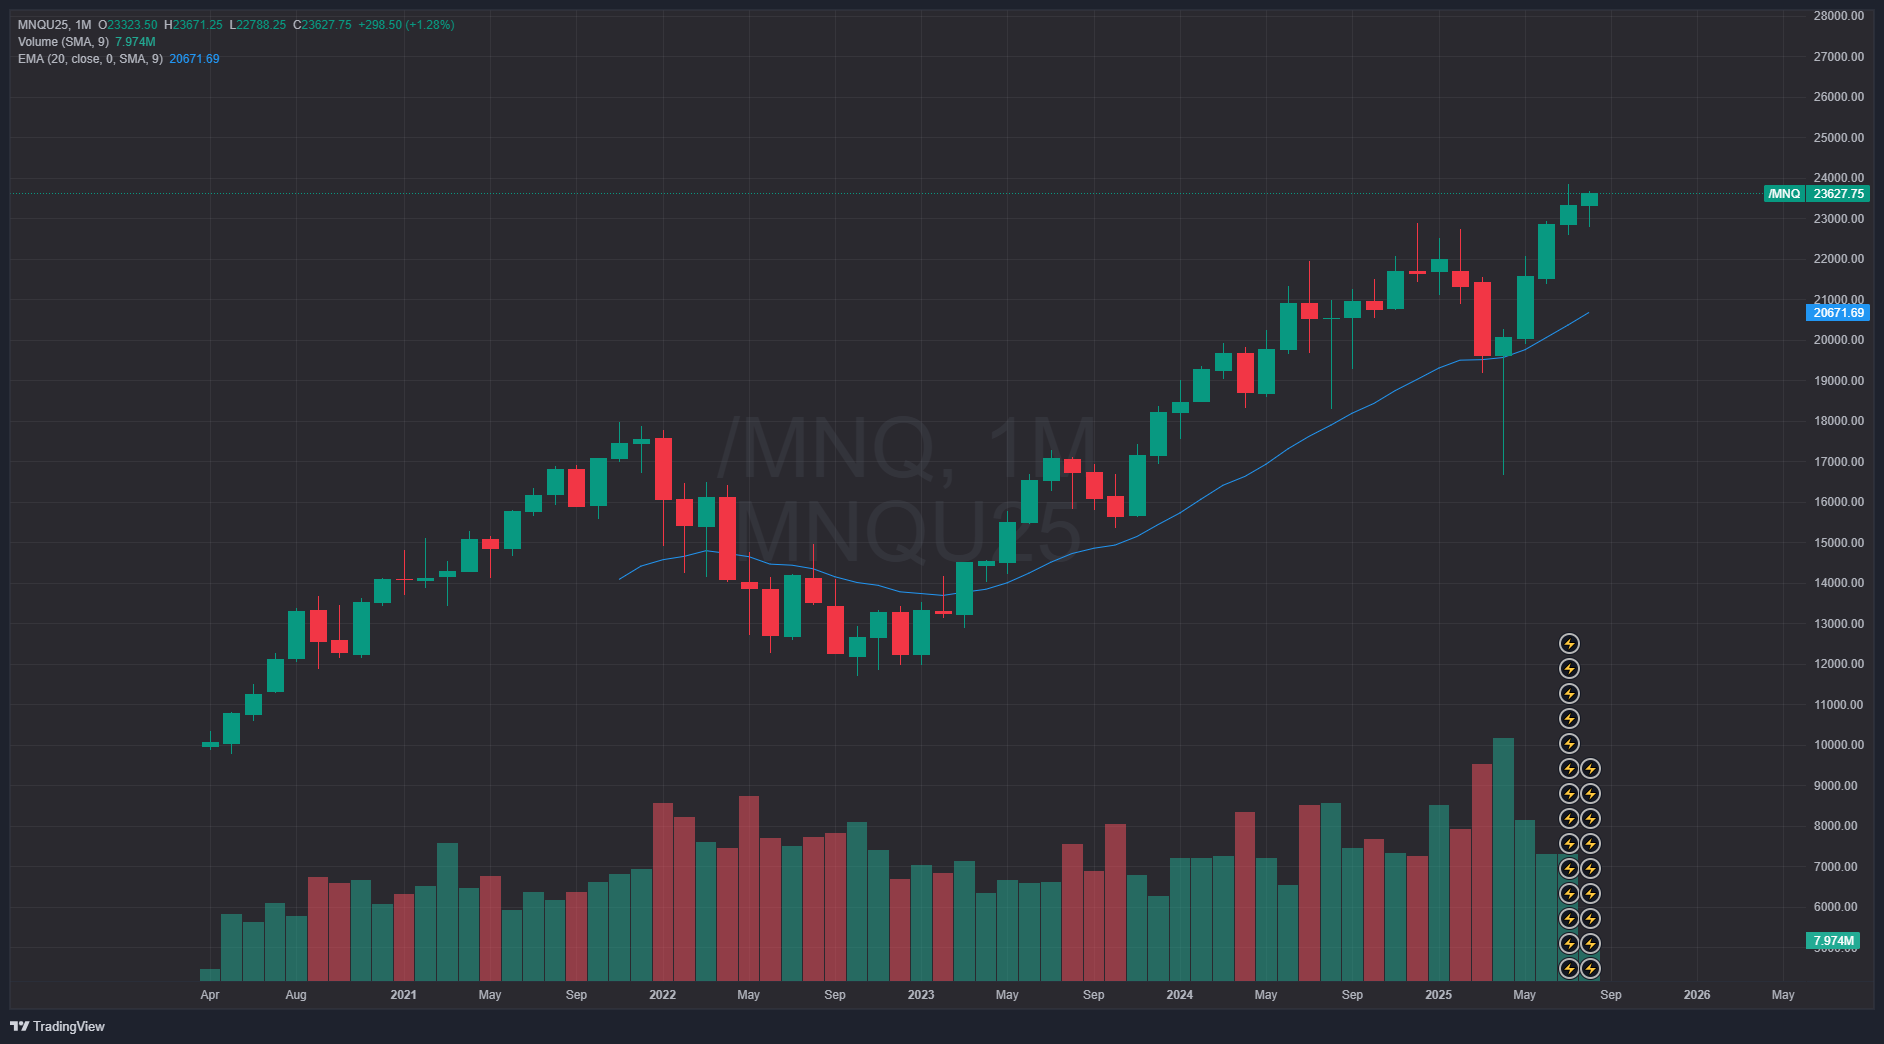 MNQU25, 1M O23323.50 H23671.25 L22788.25 C23627.75 +298.50 (+1.28%)
Volume (SMA, 9) 7.974M
EMA (20, close, 0, SMA, 9) 20671.69
28000.00
27000.00
26000.00
25000.00
24000.00
/MNQ 23627.75
23000.00
22000.00
21000.00
20671.69
20000.00
19000.00
18000.00
/MNQ, 1M
17000.00
16000.00
MNQU25
15000.00
14000.00
13000.00
12000.00
11000.00
10000.00
9000.00
8000.00
7000.00
6000.00
7.974M
Apr Aug 2021 May Sep 2022 May Sep 2023 May Sep 2024 May Sep 2025 May Sep 2026 May
TradingView